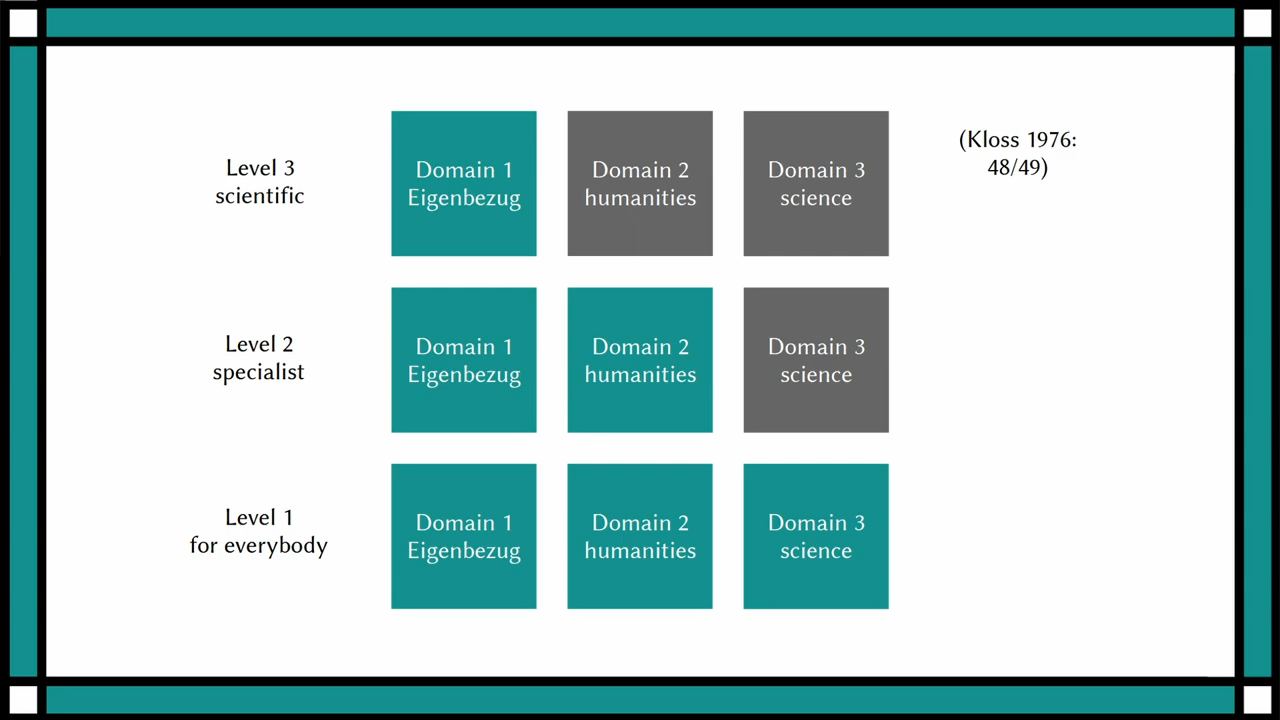 Level 3
scientific
Domain 1
Eigenbezug
Domain 2
humanities
Domain 3
science
(Kloss 1976:
48/49)
Level 2
specialist
Domain 1
Eigenbezug
Domain 2
humanities
Domain 3
science
Level 1
for everybody
Domain 1
Eigenbezug
Domain 2
humanities
Domain 3
science